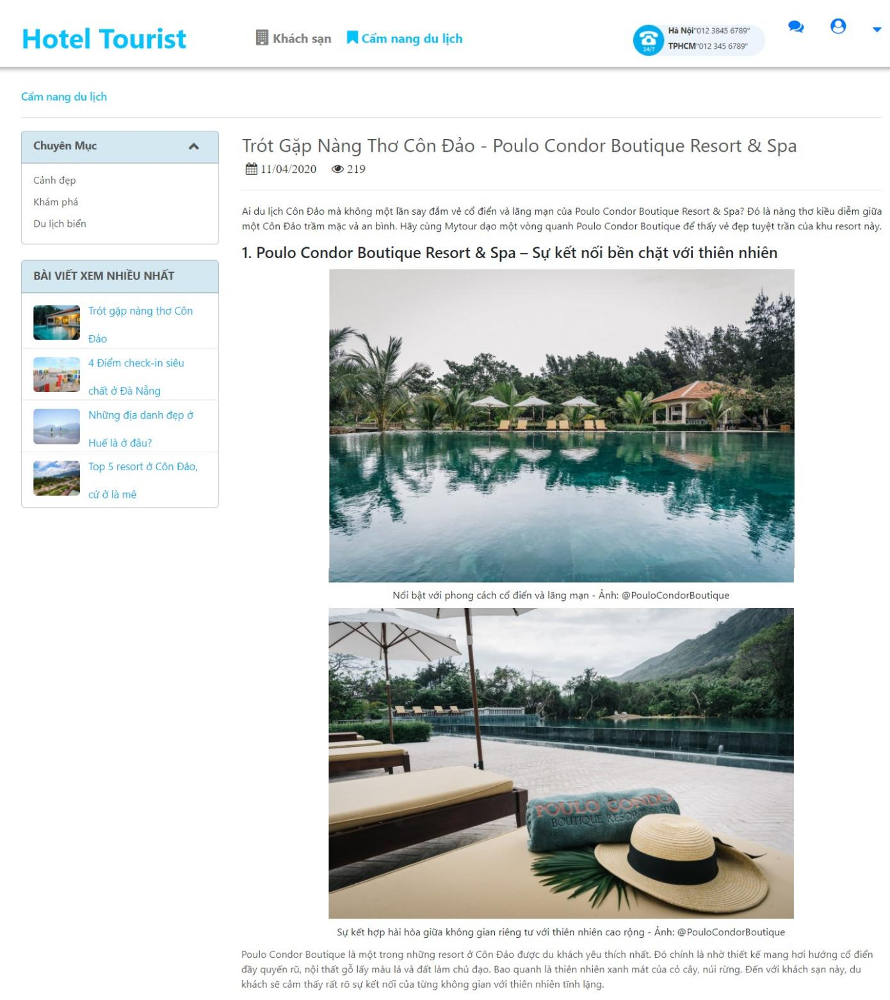 Hotel Tourist
Khách sạn
Cẩm nang du lịch
Hà Nội"012 3845 6789"
24/7
TPHCM"012 345 6789"
Cẩm nang du lịch
Chuyên Mục
Cảnh đẹp
Khám phá
Du lịch biển
BÀI VIẾT XEM NHIỀU NHẤT
Trót gặp nàng thơ Côn
Đảo
4 Điểm check-in siêu
chất ở Đà Nẵng
Những địa danh đẹp ở
Huế là ở đâu?
Top 5 resort ở Côn Đảo,
cứ ở là mê
Trót Gặp Nàng Thơ Côn Đảo - Poulo Condor Boutique Resort & Spa
11/04/2020 219
Ai du lịch Côn Đảo mà không một lần say đắm vẻ cổ điển và lãng mạn của Poulo Condor Boutique Resort & Spa? Đó là nàng thơ kiều diễm giữa
một Côn Đảo trầm mặc và an bình. Hãy cùng Mytour dạo một vòng quanh Poulo Condor Boutique để thấy vẻ đẹp tuyệt trần của khu resort này.
1. Poulo Condor Boutique Resort & Spa – Sự kết nối bền chặt với thiên nhiên
Nổi bật với phong cách cổ điển và lãng mạn - Ảnh: @PouloCondorBoutique
POULO CONDO
BOUTIQUE RESORT & SPA
Sự kết hợp hài hòa giữa không gian riêng tư với thiên nhiên cao rộng - Ảnh: @PouloCondorBoutique
Poulo Condor Boutique là một trong những resort ở Côn Đảo được du khách yêu thích nhất. Đó chính là nhờ thiết kế mang hơi hướng cổ điển
đầy quyến rũ, nội thất gỗ lấy màu lá và đất làm chủ đạo. Bao quanh là thiên nhiên xanh mát của cỏ cây, núi rừng. Đến với khách sạn này, du
khách sẽ cảm thấy rất rõ sự kết nối của từng không gian với thiên nhiên tĩnh lặng.